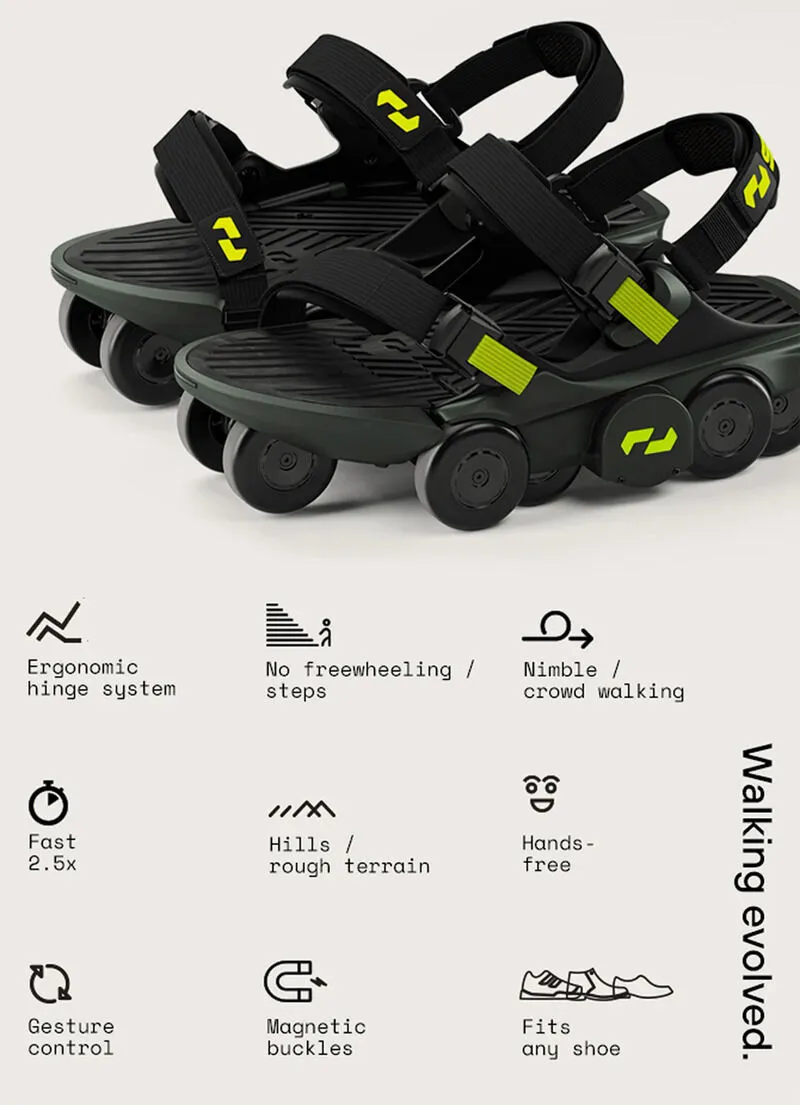 Ergonomic
hinge system
No freewheeling /
steps
Nimble /
crowd walking
Fast
2.5x
Hills /
rough terrain
Hands-
free
Gesture
control
Magnetic
buckles
Fits
any shoe
Walking evolved.